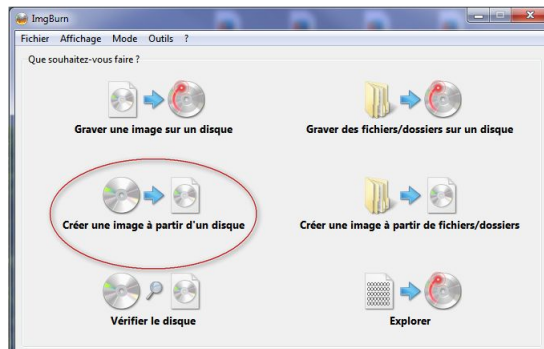 ImgBurn
Fichier Affichage Mode Outils ?
Que souhaitez-vous faire ?
Graver une image sur un disque
Graver des fichiers/dossiers sur un disque
Créer une image à partir d'un disque
Créer une image à partir de fichiers/dossiers
Vérifier le disque
Explorer